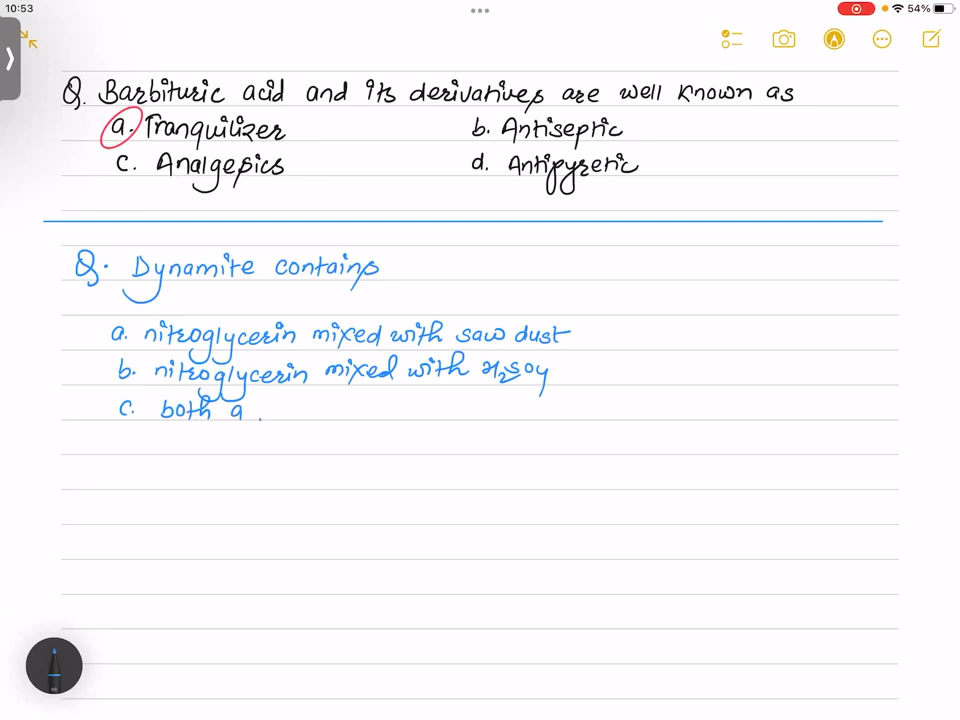 10:53
54%
Q. Barbituric acid and its derivatives are well known as
a. Tranquilizer b. Antiseptic
c. Analgesics d. Antipyretic
Q. Dynamite contains
a. nitroglycerin mixed with saw dust
b. nitroglycerin mixed with H₂SO₄
c. both a